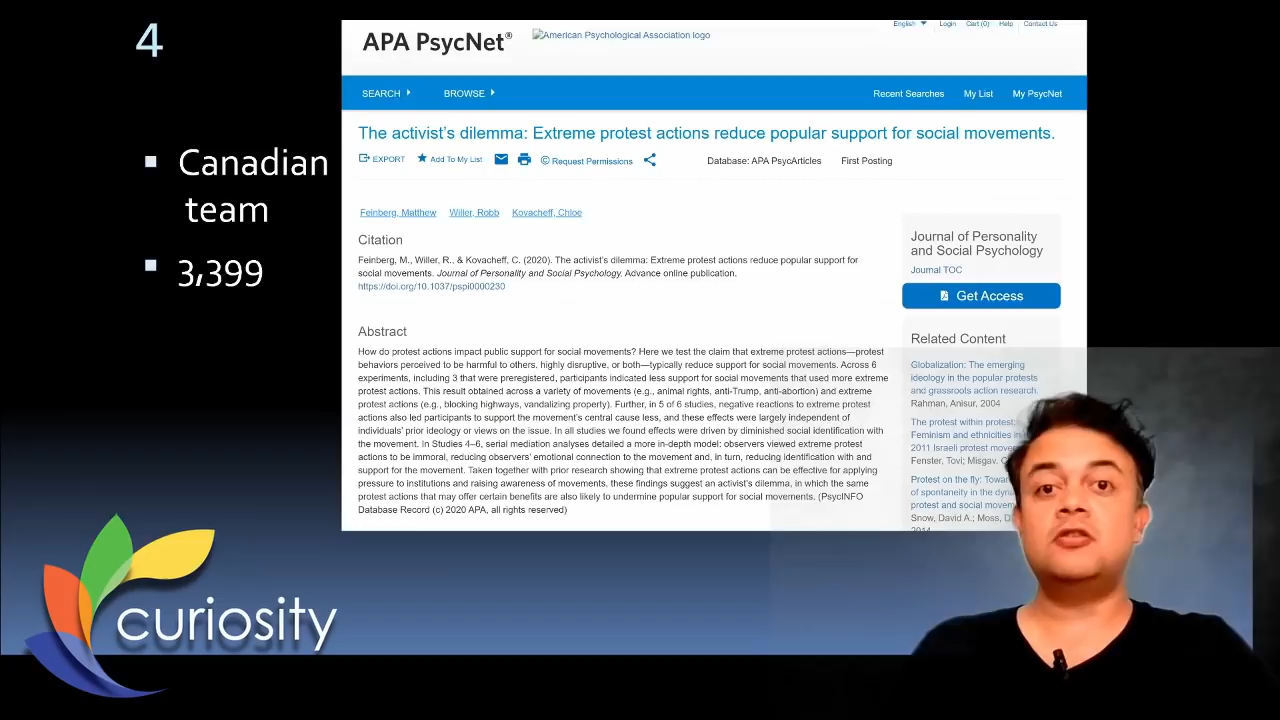 4
Canadian
team
3,399
English
Login
Cart (0)
Help
Contact Us
APA PsycNet®
American Psychological Association logo
SEARCH
BROWSE
Recent Searches
My List
My PsycNet
The activist's dilemma: Extreme protest actions reduce popular support for social movements.
EXPORT
Add To My List
© Request Permissions
Database: APA PsycArticles
First Posting
Feinberg, Matthew
Willer, Robb
Kovacheff, Chloe
Citation
Feinberg, M., Willer, R., & Kovacheff, C. (2020). The activist's dilemma: Extreme protest actions reduce popular support for
social movements. Journal of Personality and Social Psychology. Advance online publication.
https://doi.org/10.1037/pspi0000230
Abstract
How do protest actions impact public support for social movements? Here we test the claim that extreme protest actions—protest
behaviors perceived to be harmful to others, highly disruptive, or both—typically reduce support for social movements. Across 6
experiments, including 3 that were preregistered, participants indicated less support for social movements that used more extreme
protest actions. This result obtained across a variety of movements (e.g., animal rights, anti-Trump, anti-abortion) and extreme
protest actions (e.g., blocking highways, vandalizing property). Further, in 5 of 6 studies, negative reactions to extreme protest
actions also led participants to support the movement's central cause less, and these effects were largely independent of
individuals' prior ideology or views on the issue. In all studies we found effects were driven by diminished social identification with
the movement. In Studies 4–6, serial mediation analyses detailed a more in-depth model: observers viewed extreme protest
actions to be immoral, reducing observers' emotional connection to the movement and, in turn, reducing identification with and
support for the movement. Taken together with prior research showing that extreme protest actions can be effective for applying
pressure to institutions and raising awareness of movements, these findings suggest an activist's dilemma, in which the same
protest actions that may offer certain benefits are also likely to undermine popular support for social movements. (PsycINFO
Database Record (c) 2020 APA, all rights reserved)
Journal of Personality
and Social Psychology
Journal TOC
Get Access
Related Content
Globalization: The emerging
ideology in the popular protests
and grassroots action research.
Rahman, Anisur, 2004
The protest within protest:
Feminism and ethnicities in
2011 Israeli protest
Fenster, Tovi; Misgav,
Protest on the fly:
of spontaneity in the
protest and social
Snow, David A.; Moss,
2014
curiosity